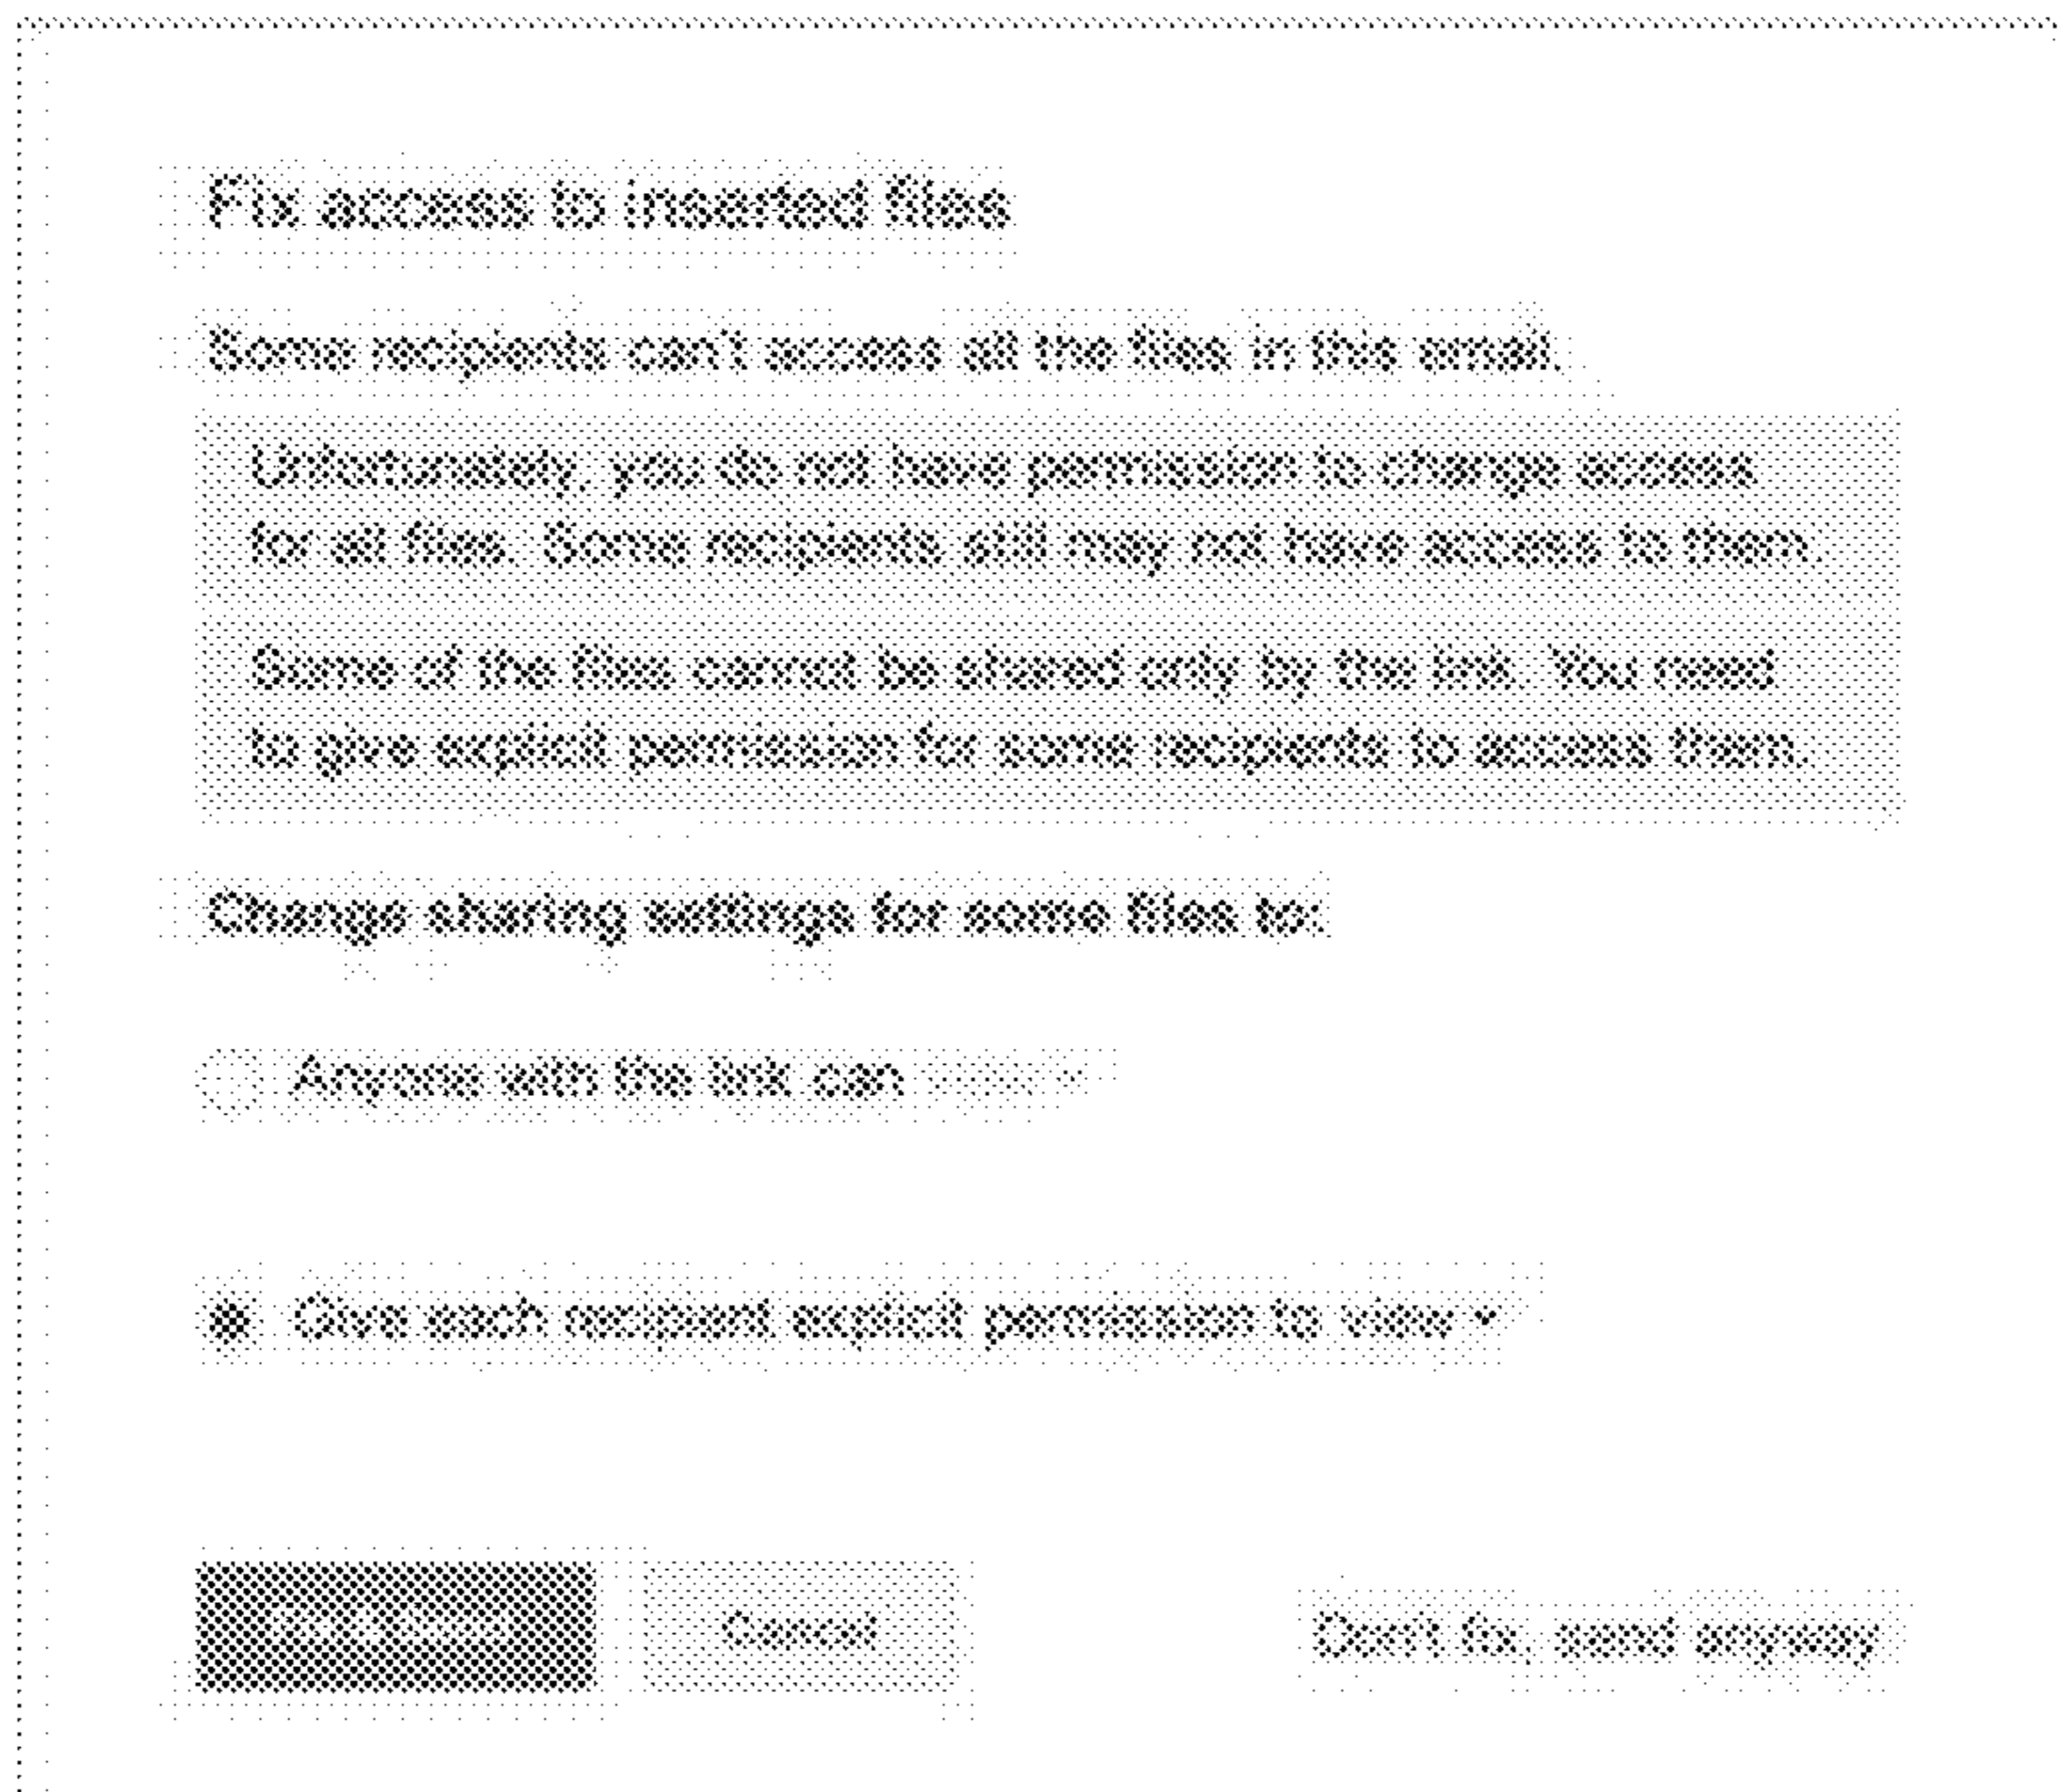 Fix access to inserted files
Some recipients can't access all the files in this email.
Unfortunately, you do not have permission to change access
for all files. Some recipients still may not have access to them.
Some of the files cannot be shared only by the link. You need
to give explicit permission for some recipients to access them.
Change sharing settings for some files to:
Anyone with the link can
Give each recipient explicit permission to view
Cancel
Don't fix, send anyway